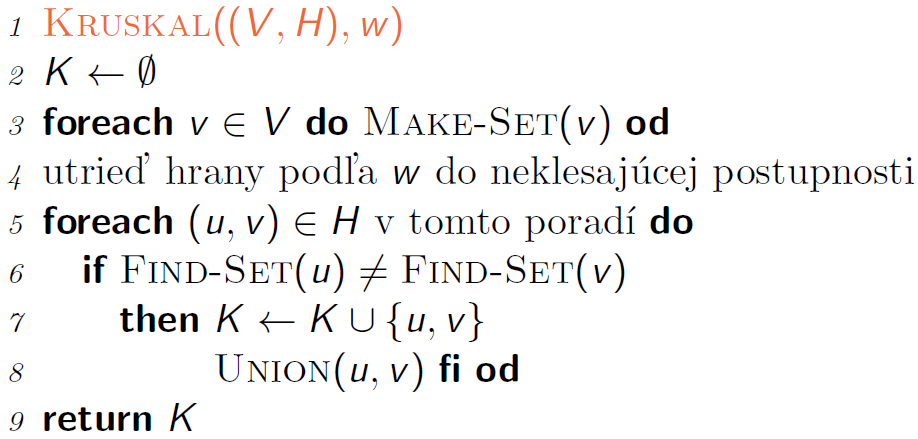 1 KRUSKAL((V, H), w)
2 K ← ∅
3 foreach v ∈ V do MAKE-SET(v) od
4 utrieď hrany podľa w do neklesajúcej postupnosti
5 foreach (u, v) ∈ H v tomto poradí do
6 if FIND-SET(u) ≠ FIND-SET(v)
7 then K ← K ∪ {u, v}
8 UNION(u, v) fi od
9 return K